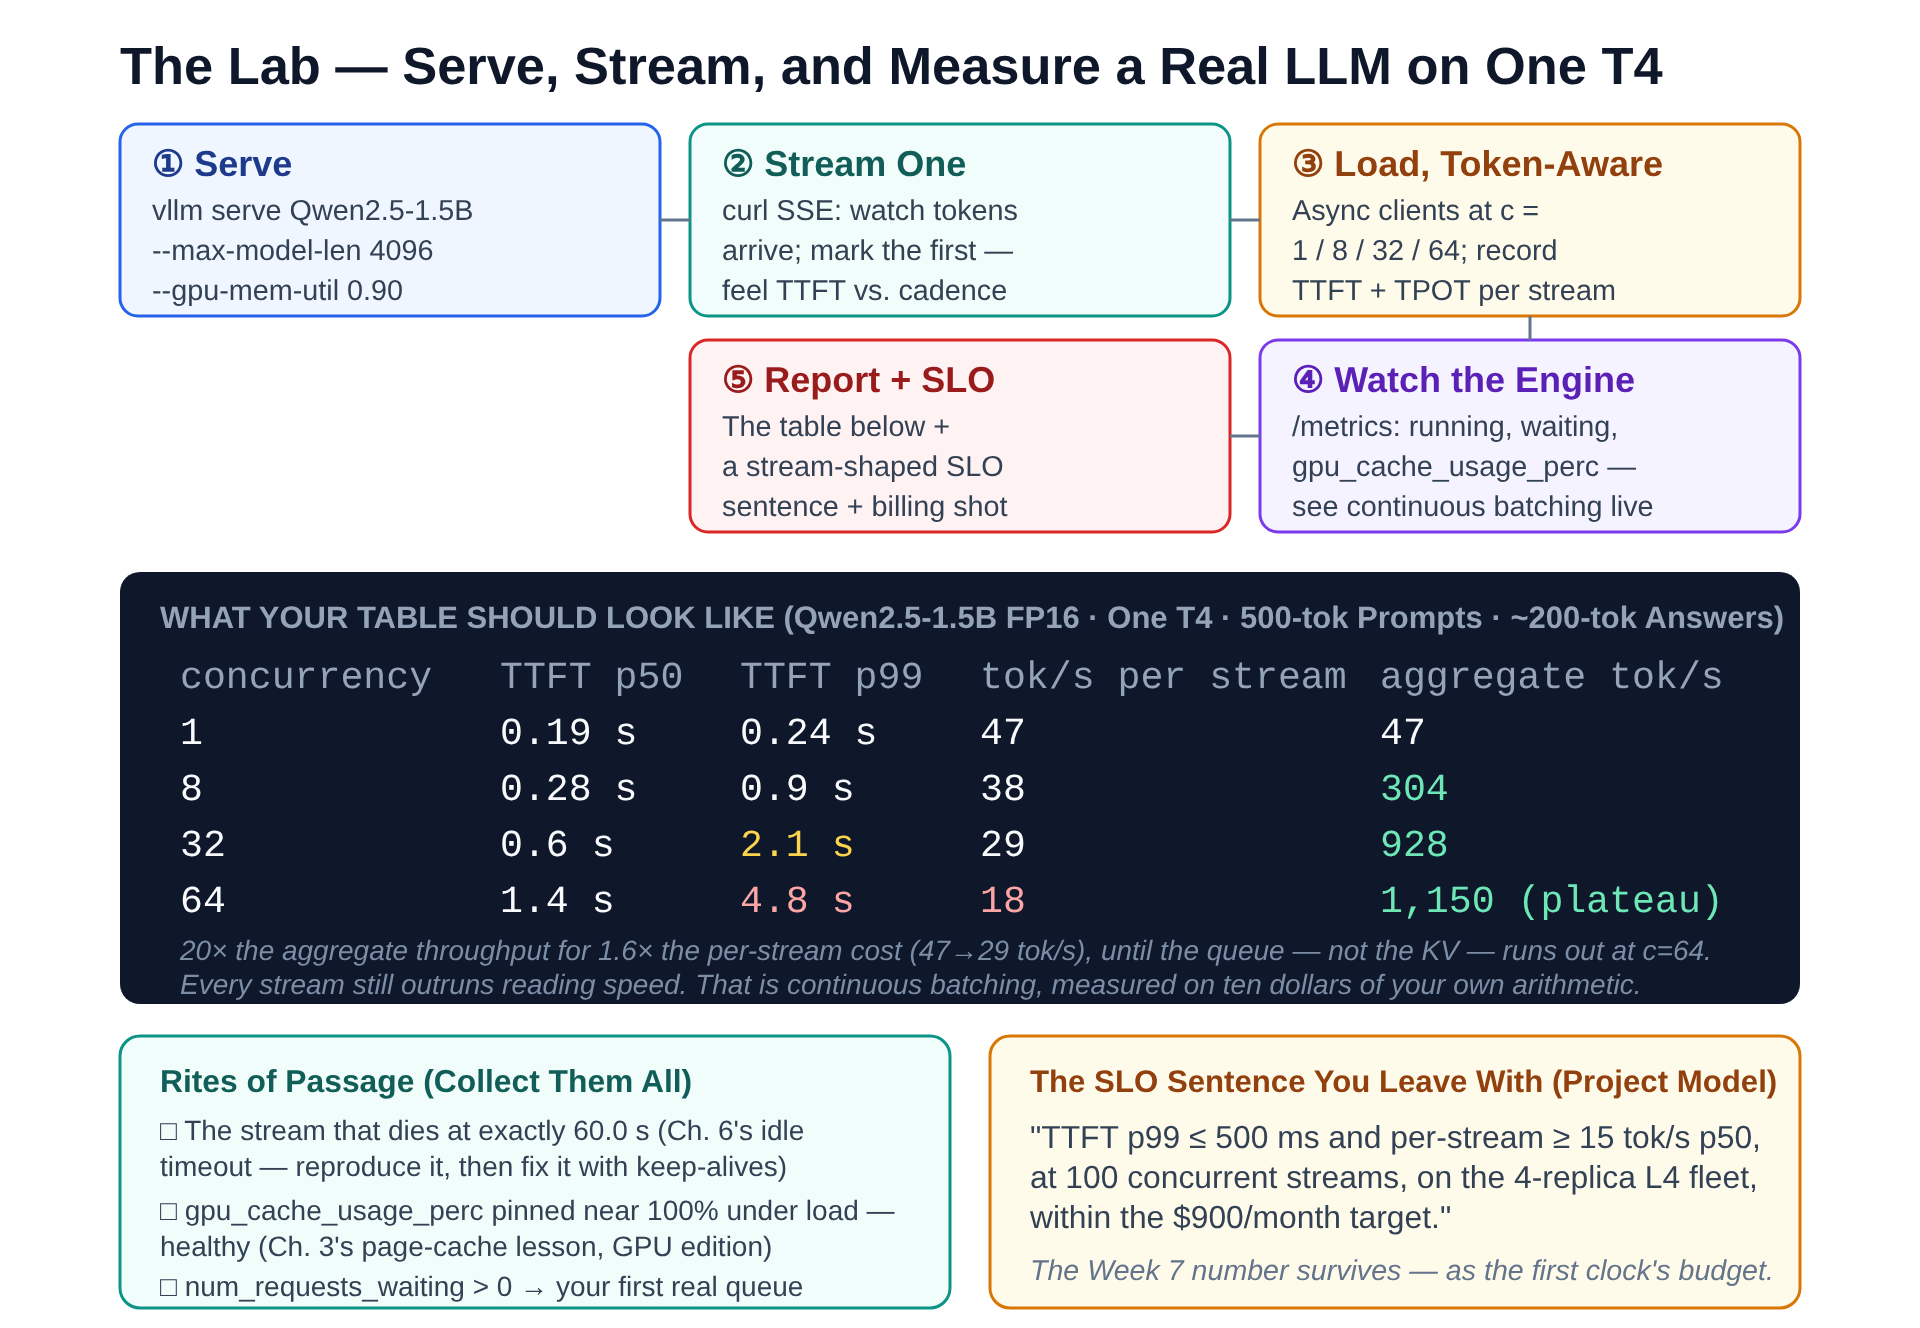 The Lab — Serve, Stream, and Measure a Real LLM on One T4
① Serve
vllm serve Qwen2.5-1.5B
--max-model-len 4096
--gpu-mem-util 0.90
② Stream One
curl SSE: watch tokens
arrive; mark the first —
feel TTFT vs. cadence
③ Load, Token-Aware
Async clients at c =
1 / 8 / 32 / 64; record
TTFT + TPOT per stream
④ Watch the Engine
/metrics: running, waiting,
gpu_cache_usage_perc —
see continuous batching live
⑤ Report + SLO
The table below +
a stream-shaped SLO
sentence + billing shot
WHAT YOUR TABLE SHOULD LOOK LIKE (Qwen2.5-1.5B FP16 · One T4 · 500-tok Prompts · ~200-tok Answers)
concurrency TTFT p50 TTFT p99 tok/s per stream aggregate tok/s
1 0.19 s 0.24 s 47 47
8 0.28 s 0.9 s 38 304
32 0.6 s 2.1 s 29 928
64 1.4 s 4.8 s 18 1,150 (plateau)
20× the aggregate throughput for 1.6× the per-stream cost (47→29 tok/s), until the queue — not the KV — runs out at c=64.
Every stream still outruns reading speed. That is continuous batching, measured on ten dollars of your own arithmetic.
Rites of Passage (Collect Them All)
□ The stream that dies at exactly 60.0 s (Ch. 6's idle
timeout — reproduce it, then fix it with keep-alives)
□ gpu_cache_usage_perc pinned near 100% under load —
healthy (Ch. 3's page-cache lesson, GPU edition)
□ num_requests_waiting > 0 → your first real queue
The SLO Sentence You Leave With (Project Model)
"TTFT p99 ≤ 500 ms and per-stream ≥ 15 tok/s p50,
at 100 concurrent streams, on the 4-replica L4 fleet,
within the $900/month target."
The Week 7 number survives — as the first clock's budget.